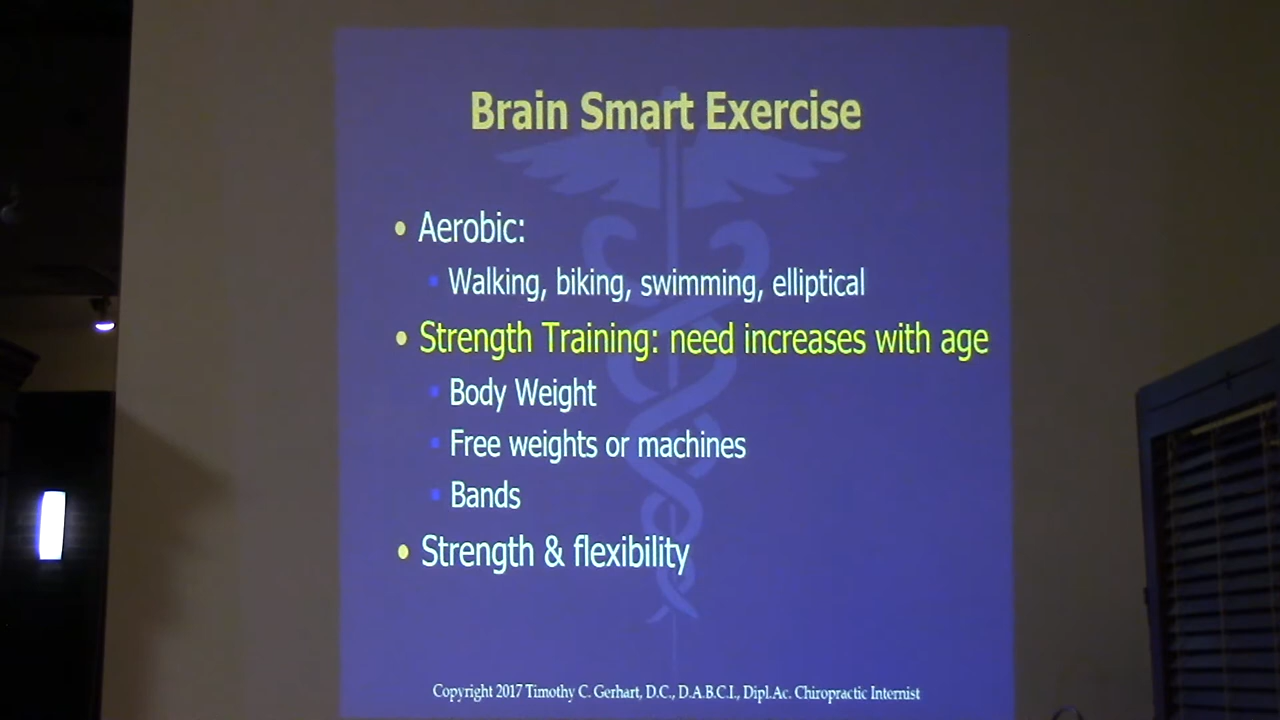 Brain Smart Exercise
• Aerobic:
▪ Walking, biking, swimming, elliptical
• Strength Training: need increases with age
▪ Body Weight
▪ Free weights or machines
▪ Bands
• Strength & flexibility
Copyright 2017 Timothy C. Gerhart, D.C., D.A.B.C.I., Dipl.Ac. Chiropractic Internist